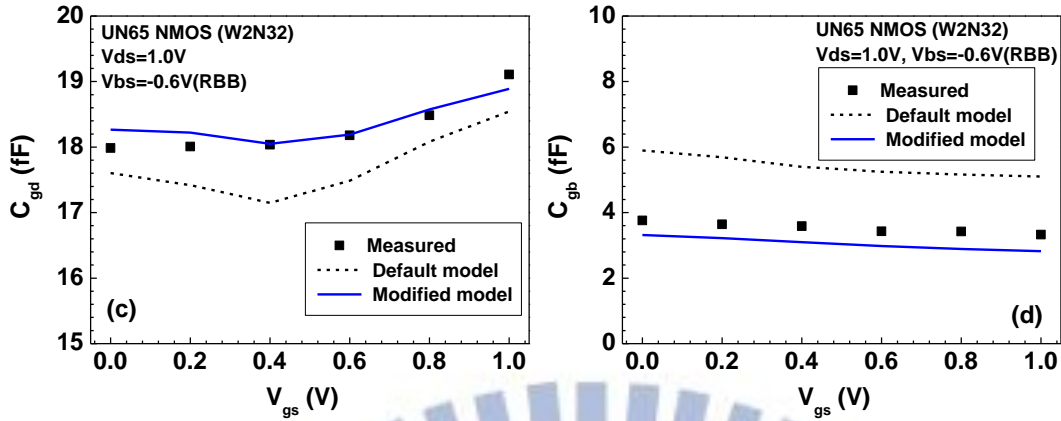 20
19
18
17
16
15
C_gd (fF)
UN65 NMOS (W2N32)
Vds=1.0V
Vbs=-0.6V(RBB)
Measured
Default model
Modified model
(c)
0.0 0.2 0.4 0.6 0.8 1.0
V_gs (V)
10
8
6
4
2
0
C_gb (fF)
UN65 NMOS (W2N32)
Vds=1.0V, Vbs=-0.6V(RBB)
Measured
Default model
Modified model
(d)
0.0 0.2 0.4 0.6 0.8 1.0
V_gs (V)